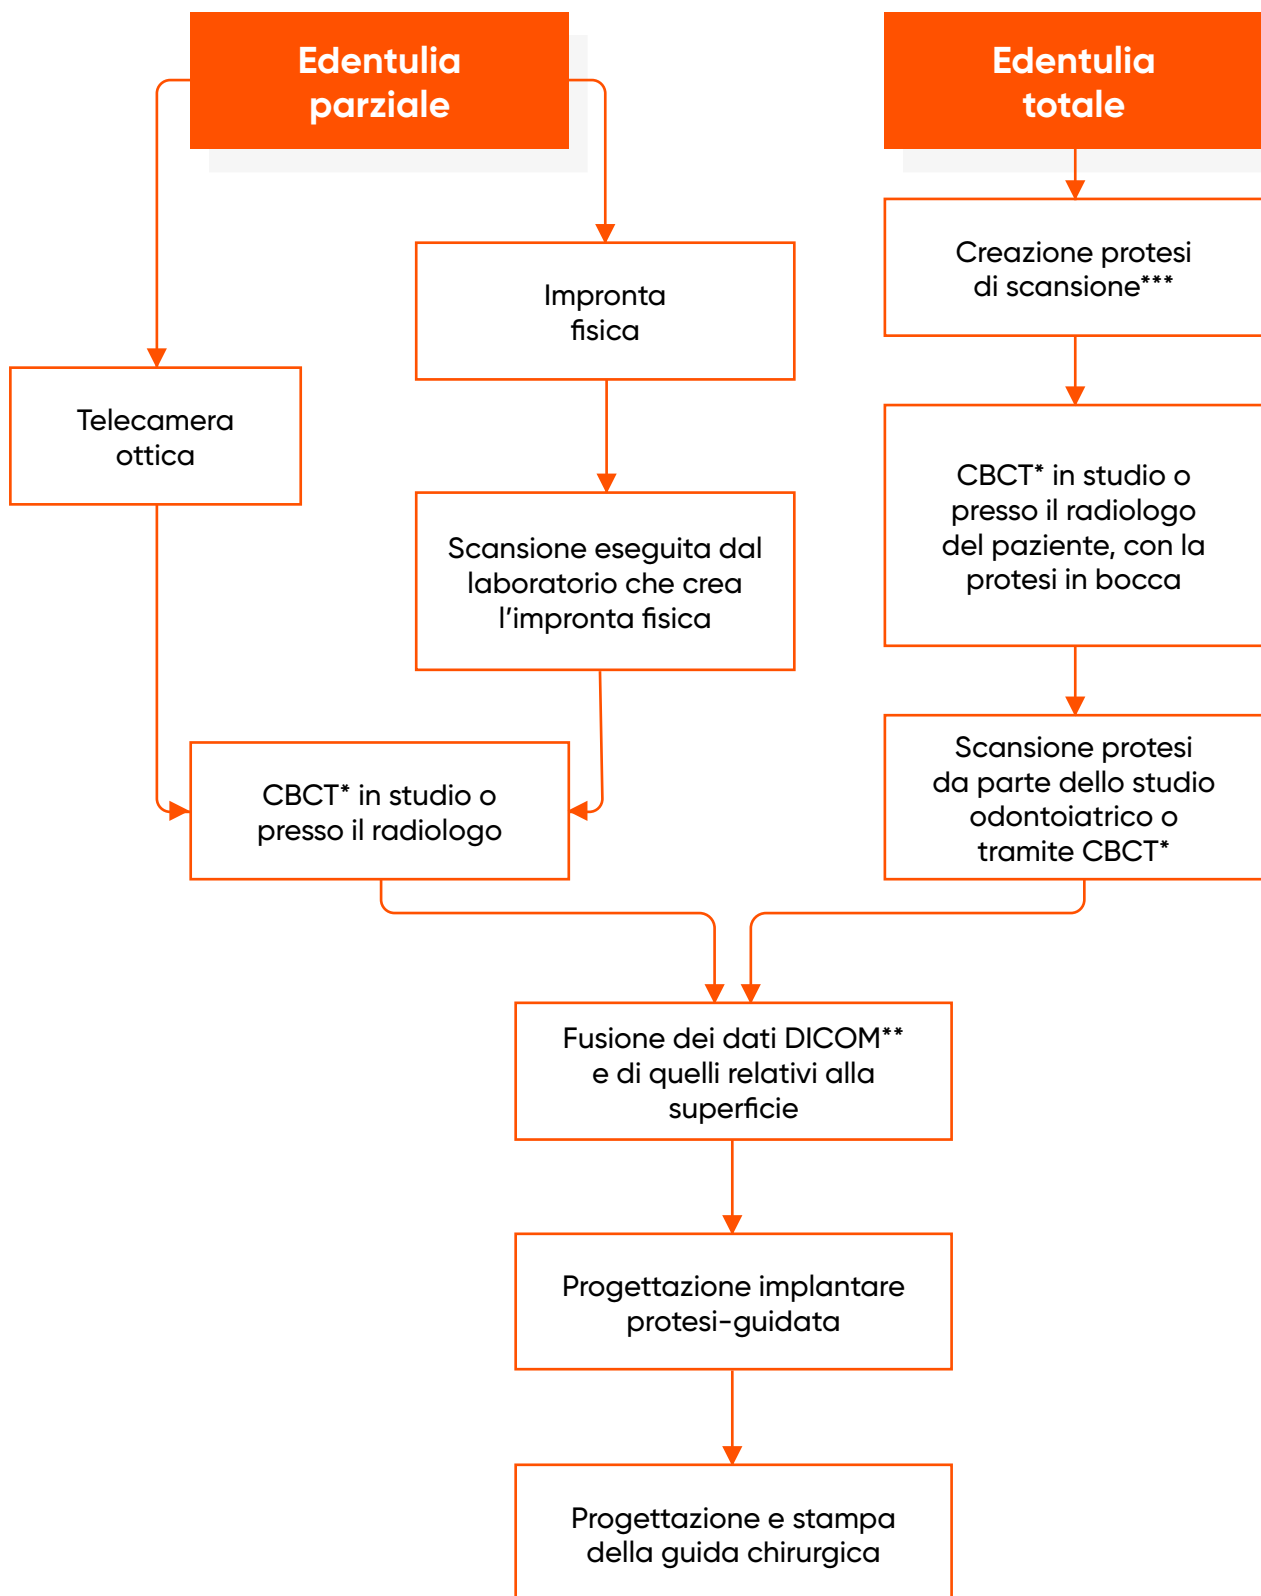 Edentulia
parziale
Edentulia
totale
Creazione protesi
di scansione***
Impronta
fisica
Telecamera
ottica
CBCT* in studio o
presso il radiologo
del paziente, con la
protesi in bocca
Scansione eseguita dal
laboratorio che crea
l’impronta fisica
Scansione protesi
da parte dello studio
odontoiatrico o
tramite CBCT*
CBCT* in studio o
presso il radiologo
Fusione dei dati DICOM**
e di quelli relativi alla
superficie
Progettazione implantare
protesi-guidata
Progettazione e stampa
della guida chirurgica